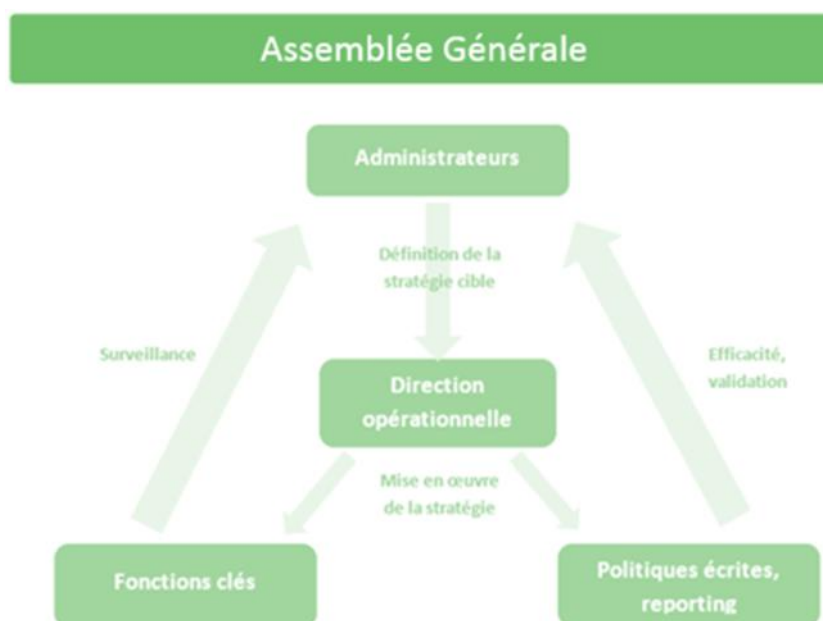 Assemblée Générale
Administrateurs
Définition de la
stratégie cible
Surveillance
Efficacité,
validation
Direction
opérationnelle
Mise en œuvre
de la stratégie
Fonctions clés
Politiques écrites,
reporting